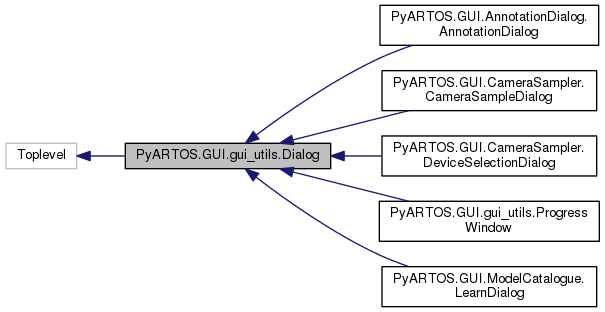 PyARTOS.GUI.AnnotationDialog.
AnnotationDialog
PyARTOS.GUI.CameraSampler.
CameraSampleDialog
Toplevel
PyARTOS.GUI.gui_utils.Dialog
PyARTOS.GUI.CameraSampler.
DeviceSelectionDialog
PyARTOS.GUI.gui_utils.Progress
Window
PyARTOS.GUI.ModelCatalogue.
LearnDialog